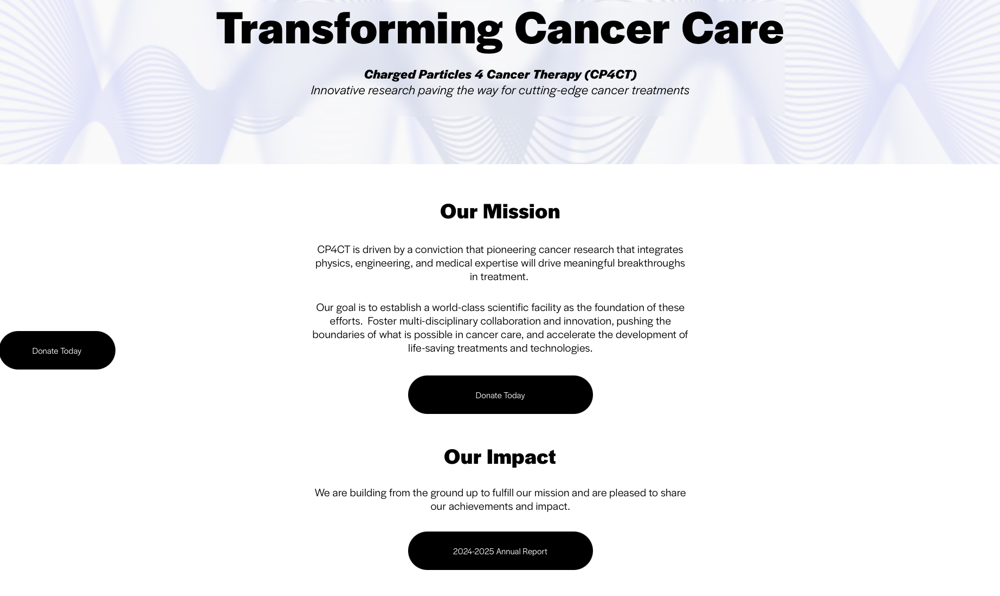 Transforming Cancer Care
Charged Particles 4 Cancer Therapy (CP4CT)
Innovative research paving the way for cutting-edge cancer treatments
Our Mission
CP4CT is driven by a conviction that pioneering cancer research that integrates
physics, engineering, and medical expertise will drive meaningful breakthroughs
in treatment.
Our goal is to establish a world-class scientific facility as the foundation of these
efforts.  Foster multi-disciplinary collaboration and innovation, pushing the
boundaries of what is possible in cancer care, and accelerate the development of
life-saving treatments and technologies.
Donate Today
Donate Today
Our Impact
We are building from the ground up to fulfill our mission and are pleased to share
our achievements and impact.
2024-2025 Annual Report